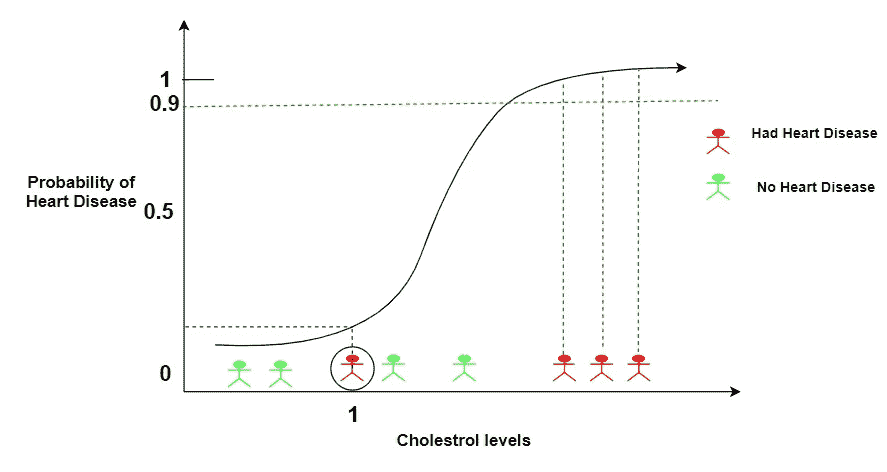 1
0.9
Probability of
Heart Disease
0.5
0
1
Cholestrol levels
Had Heart Disease
No Heart Disease